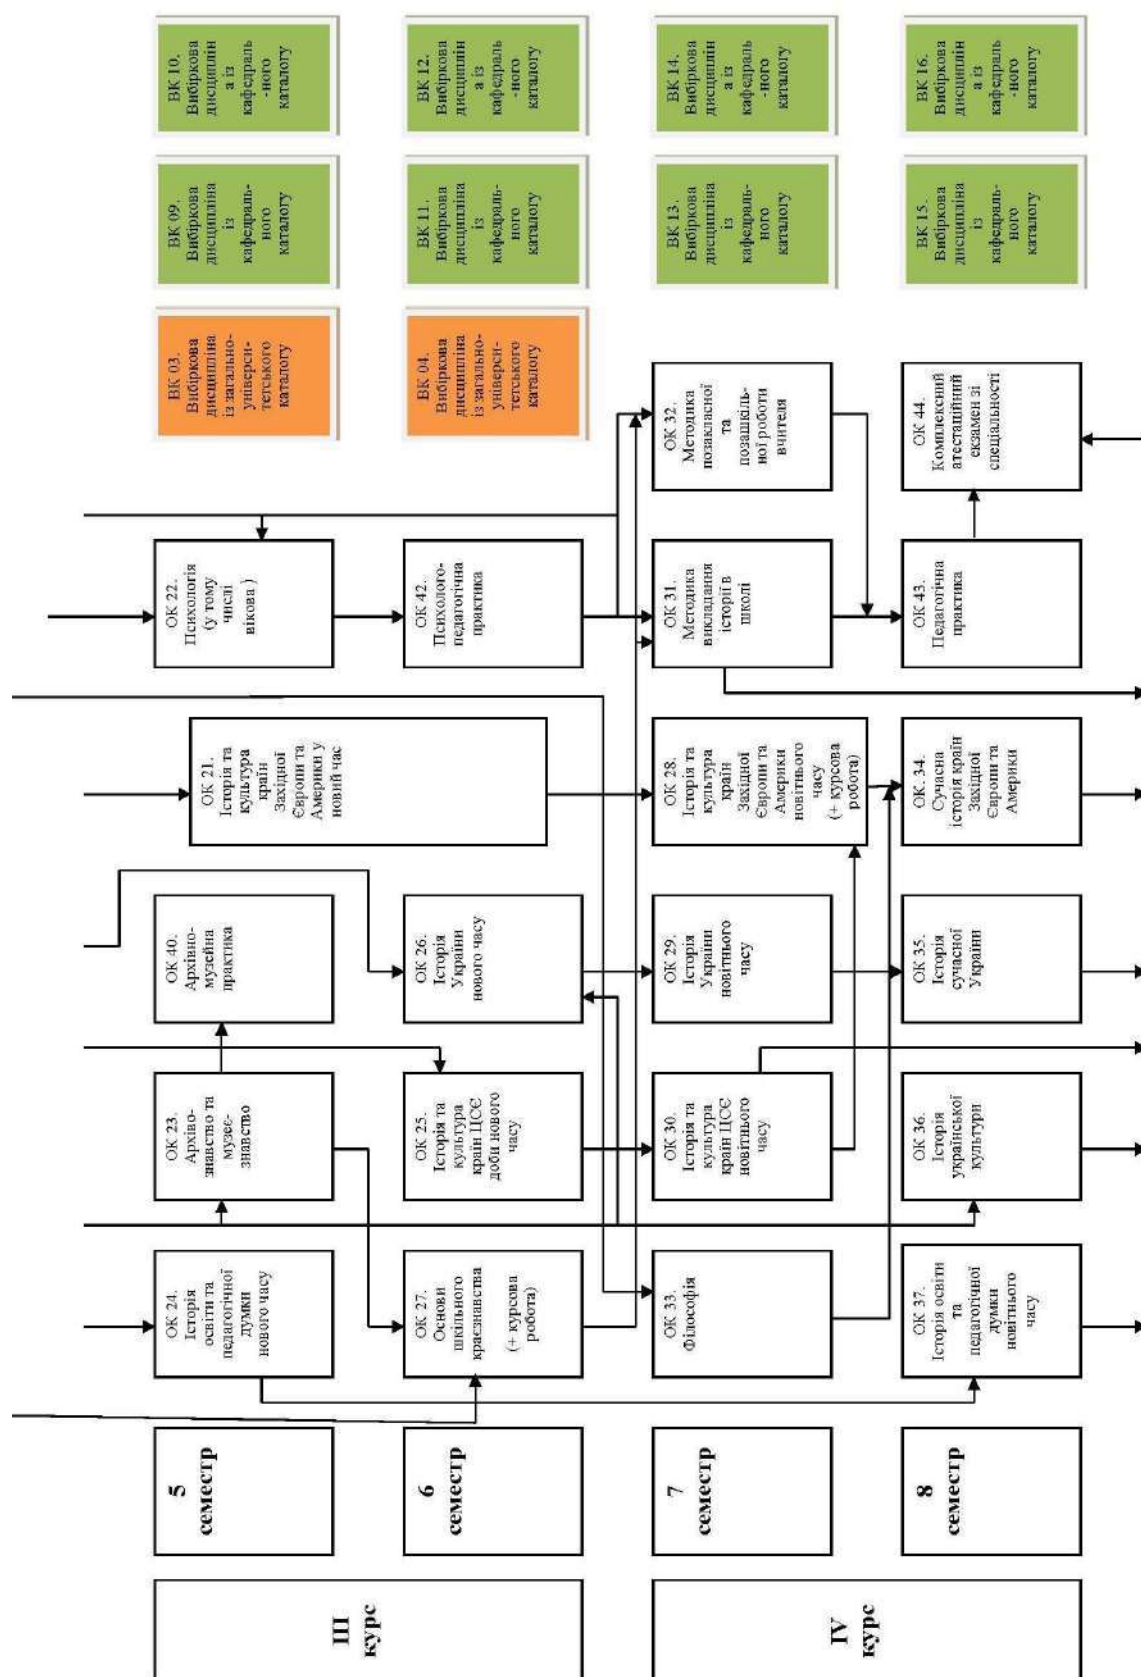 III
курс
5
семестр
ОК 24.
Історія
освіти та
педагогічної
думки
нового часу
ОК 23.
Архіво-
знавство та
музеє-
знавство
ОК 40.
Архівно-
музейна
практика
ОК 21.
Історія та
культура
країн
Західної
Європи та
Америки у
новий час
ОК 22.
Психологія
(у тому
числі
вікова )
ВК 03.
Вибіркова
дисципліна
із загально-
універси-
тетського
каталогу
ВК 09.
Вибіркова
дисципліна
із
кафедраль-
ного
каталогу
ВК 10.
Вибіркова
дисциплін
а із
кафедраль
-ного
каталогу
6
семестр
ОК 27.
Основи
шкільного
краєзнавства
(+ курсова
робота)
ОК 25.
Історія та
культура
країн ЦСЄ
доби нового
часу
ОК 26.
Історія
України
нового часу
ОК 42.
Психолого-
педагогічна
практика
ВК 04.
Вибіркова
дисципліна
із загально-
універси-
тетського
каталогу
ВК 11.
Вибіркова
дисципліна
із
кафедраль-
ного
каталогу
ВК 12.
Вибіркова
дисциплін
а із
кафедраль
-ного
каталогу
IV
курс
7
семестр
ОК 33.
Філософія
ОК 30.
Історія та
культура
країн ЦСЄ
новітнього
часу
ОК 29.
Історія
України
новітнього
часу
ОК 28.
Історія та
культура
країн
Західної
Європи та
Америки
новітнього
часу
(+ курсова
робота)
ОК 31.
Методика
викладання
історії в
школі
ОК 32.
Методика
позакласної
та
позашкіль-
ної роботи
вчителя
ВК 13.
Вибіркова
дисципліна
із
кафедраль-
ного
каталогу
ВК 14.
Вибіркова
дисциплін
а із
кафедраль
-ного
каталогу
8
семестр
ОК 37.
Історія освіти
та
педагогічної
думки
новітнього
часу
ОК 36.
Історія
української
культури
ОК 35.
Історія
сучасної
України
ОК. 34.
Сучасна
історія країн
Західної
Європи та
Америки
ОК 43.
Педагогічна
практика
ОК 44.
Комплексний
атестаційний
екзамен зі
спеціальності
ВК 15.
Вибіркова
дисципліна
із
кафедраль-
ного
каталогу
ВК 16.
Вибіркова
дисциплін
а із
кафедраль
-ного
каталогу